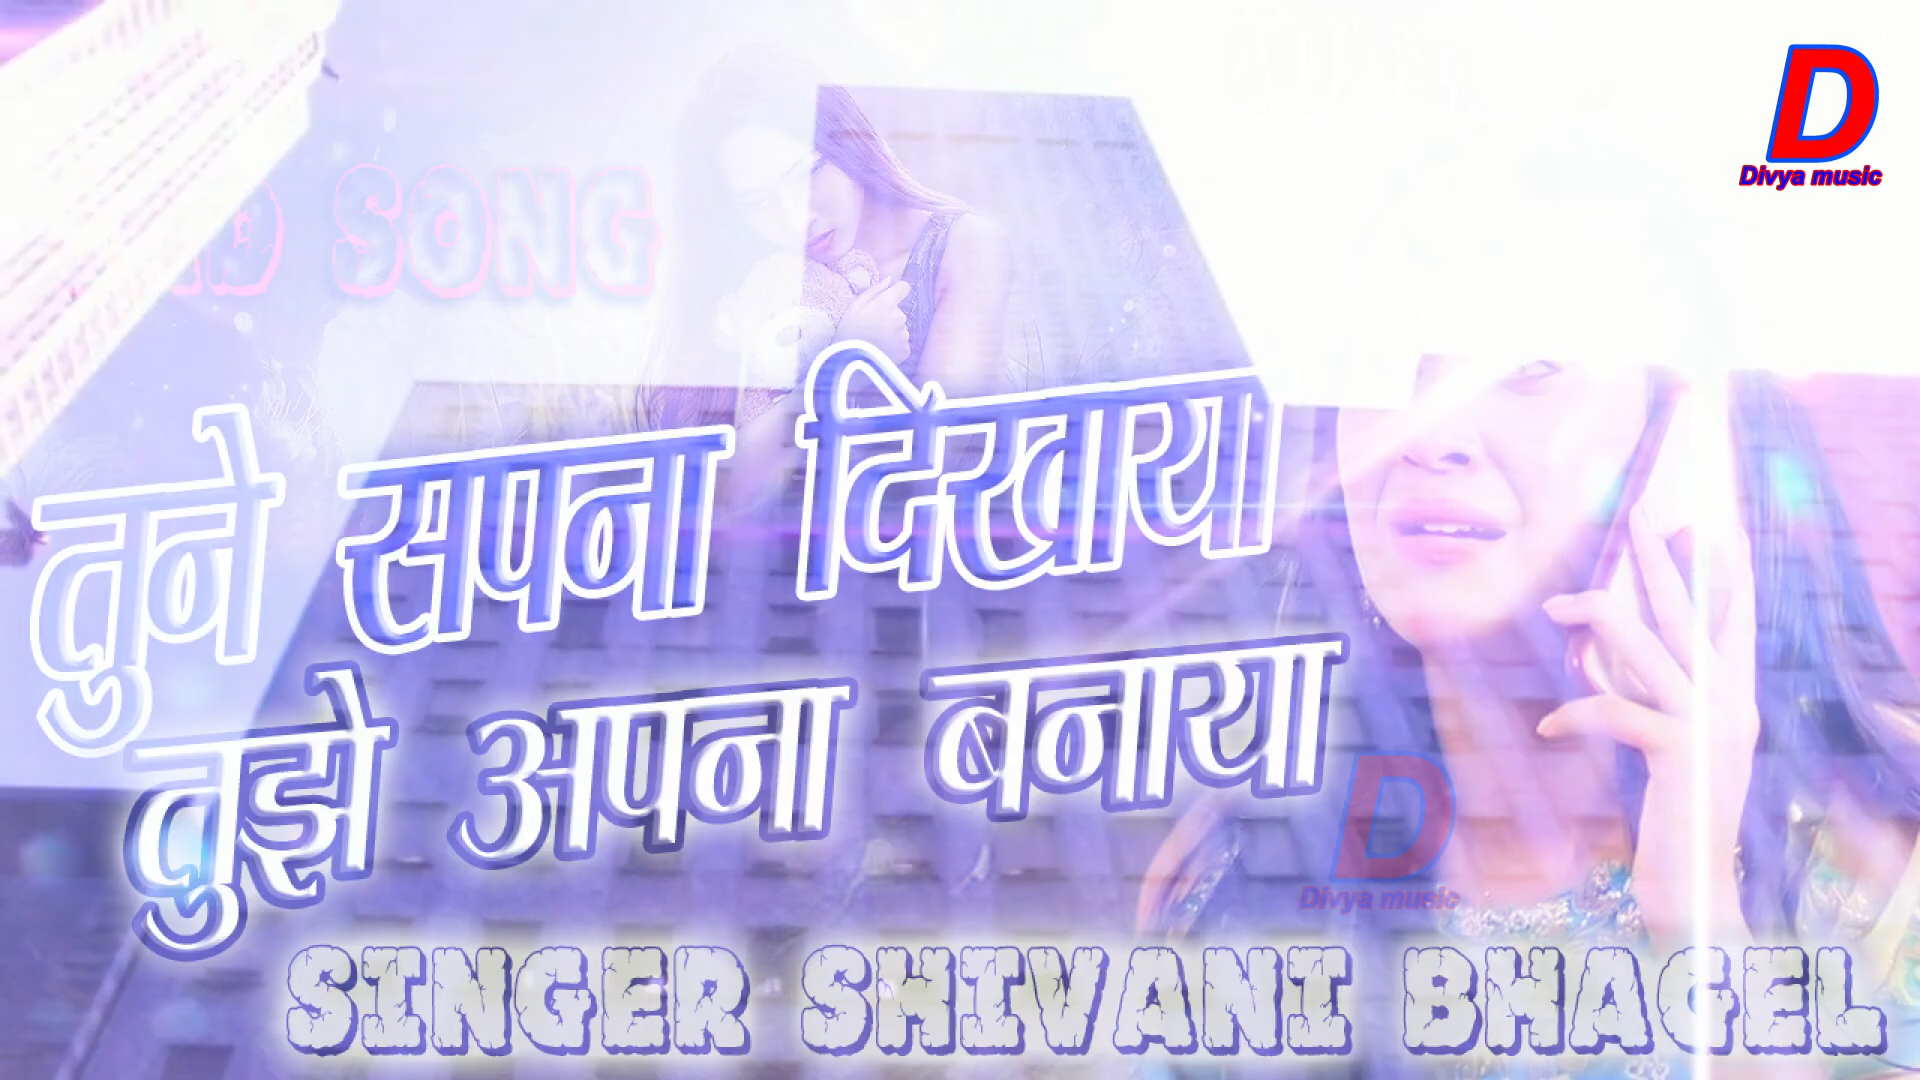 D
Divya music
SONG
तुने सपना दिखाया
तुझे अपना बनाया
D
Divya music
SINGER SHIVANI BHAGEL